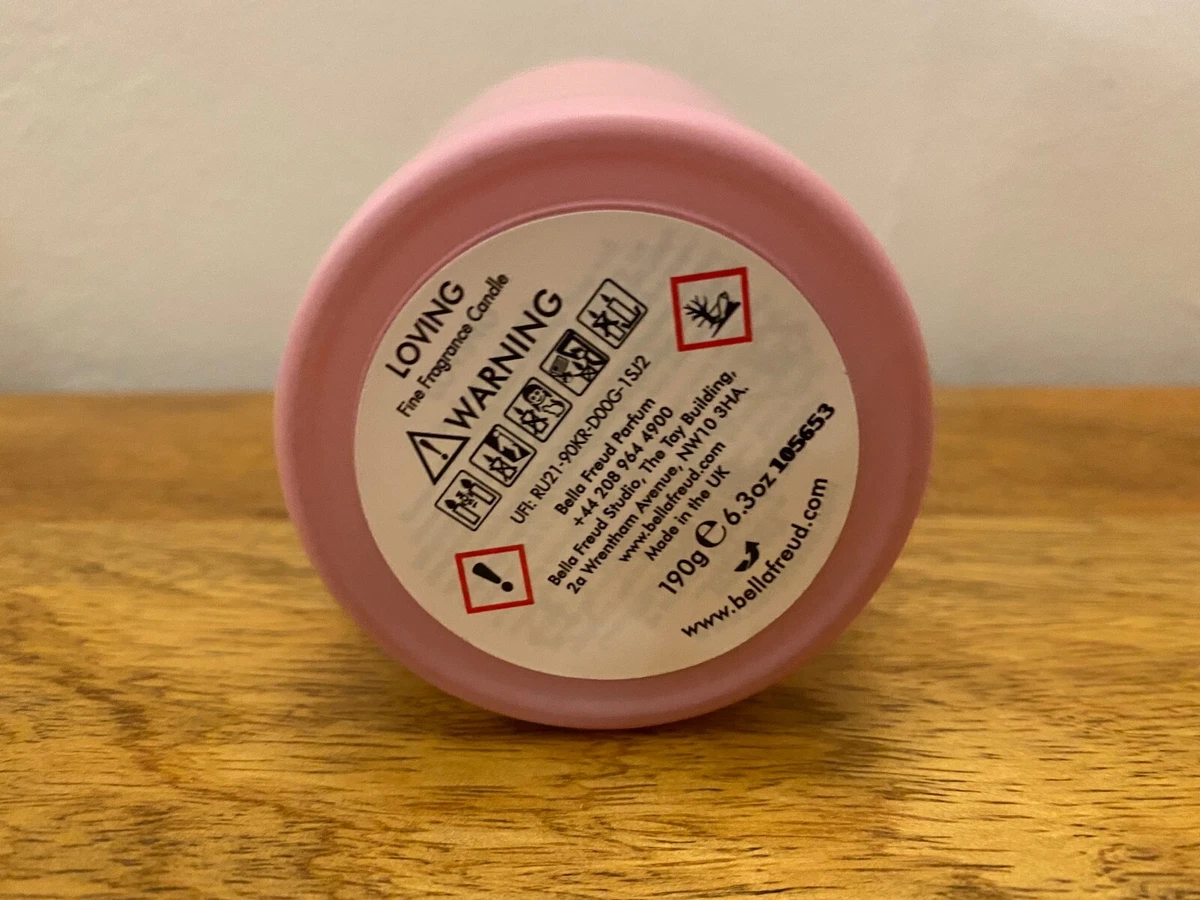 LOVING
Fine Fragrance Candle
WARNING
UFI: RU21-90KR-D00G-1SJ2
Bella Freud Parfum
+44 208 964 4900
Bella Freud Studio, The Tay Building,
2a Wrentham Avenue, NW10 3HA.
www.bellafreud.com
Made in the UK
190g ℮ 6.3oz 105653
www.bellafreud.com